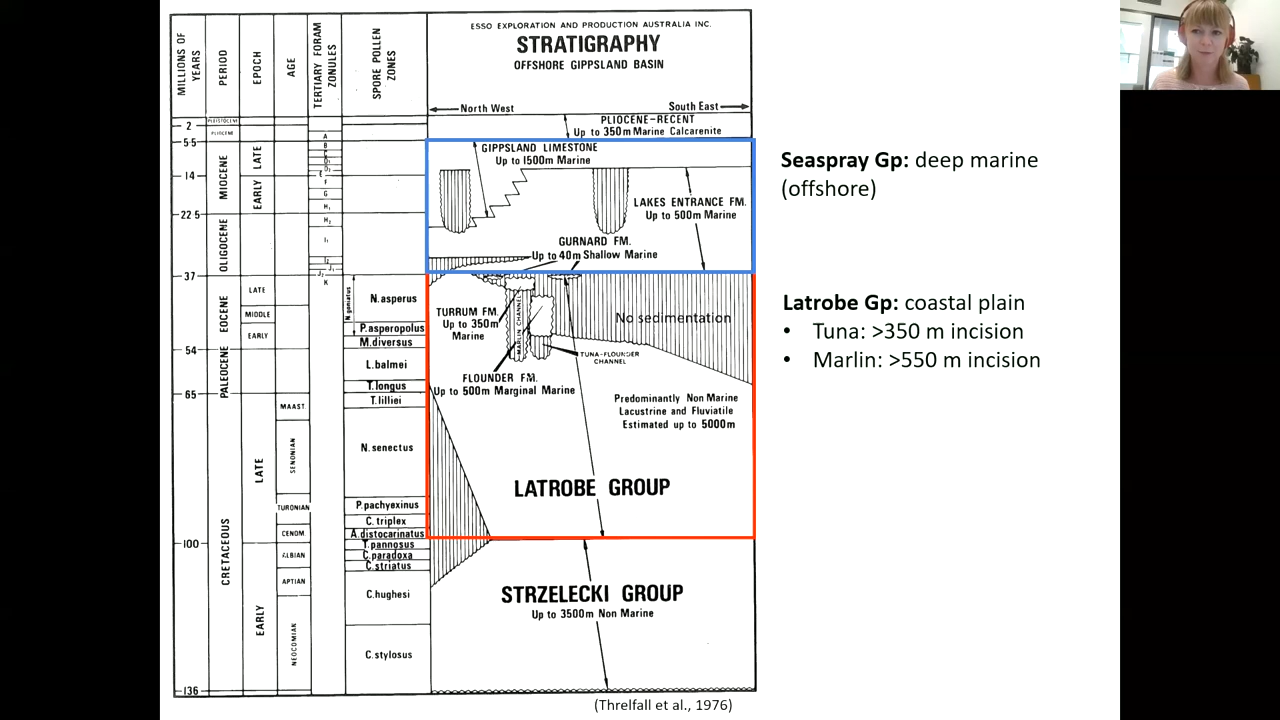 ESSO EXPLORATION AND PRODUCTION AUSTRALIA INC.
STRATIGRAPHY
OFFSHORE GIPPSLAND BASIN
MILLIONS OF YEARS
PERIOD
EPOCH
AGE
TERTIARY FORAM ZONULES
SPORE POLLEN ZONES
North West
South East
2
5.5
14
22.5
37
54
65
100
136
PLEISTOCENE
PLIOCENE
MIOCENE
OLIGOCENE
EOCENE
PALEOCENE
CRETACEOUS
LATE
EARLY
LATE
MIDDLE
EARLY
LATE
EARLY
MAAST.
SENONIAN
TURONIAN
CENOM.
ALBIAN
APTIAN
NEOCOMIAN
A
B
C
D₁
D₂
E
F
G
H₁
H₂
I₁
I₂
J₁
J₂
K
N.goniatus
N.asperus
P.asperopolus
M.diversus
L.balmei
T.longus
T.lilliei
N.senectus
P.pachyexinus
C.triplex
A.distocarinatus
T.pannosus
C.paradoxa
C.striatus
C.hughesi
C.stylosus
PLIOCENE-RECENT
Up to 350m Marine Calcarenite
GIPPSLAND LIMESTONE
Up to 1500m Marine
LAKES ENTRANCE FM.
Up to 500m Marine
GURNARD FM.
Up to 40m Shallow Marine
TURRUM FM.
Up to 350m
Marine
MARLIN CHANNEL
No sedimentation
TUNA-FLOUNDER
CHANNEL
FLOUNDER FM.
Up to 500m Marginal Marine
Predominantly Non Marine
Lacustrine and Fluviatile
Estimated up to 5000m
LATROBE GROUP
STRZELECKI GROUP
Up to 3500m Non Marine
(Threlfall et al., 1976)
Seaspray Gp: deep marine
(offshore)
Latrobe Gp: coastal plain
• Tuna: >350 m incision
• Marlin: >550 m incision